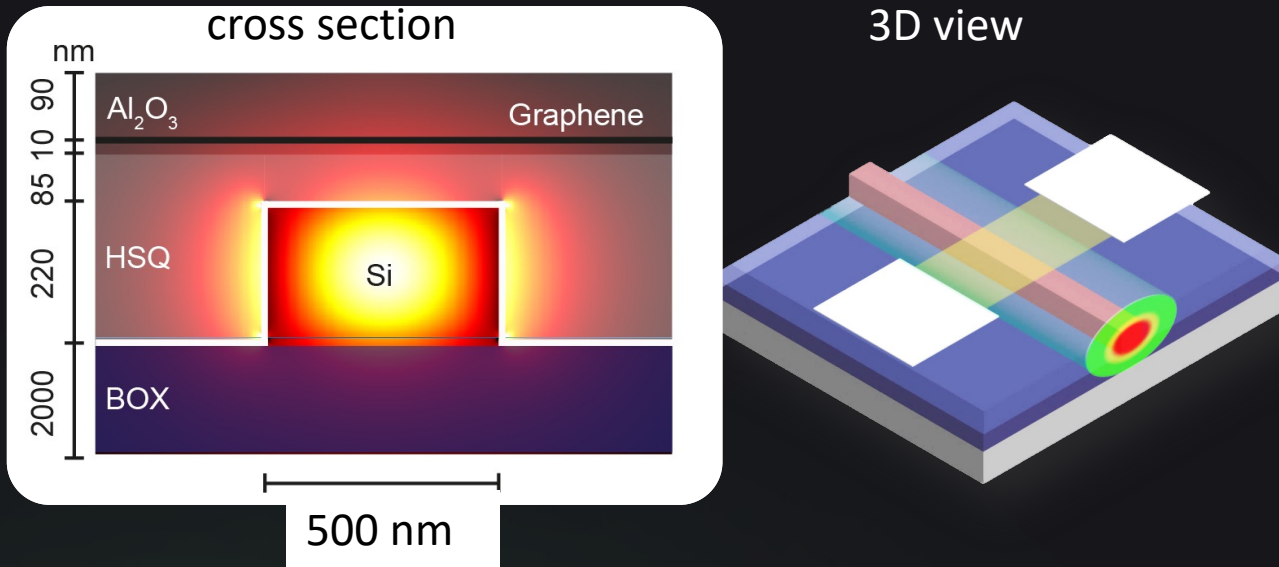 cross section
3D view
nm
90
10
85
220
2000
Al₂O₃
Graphene
HSQ
Si
BOX
500 nm